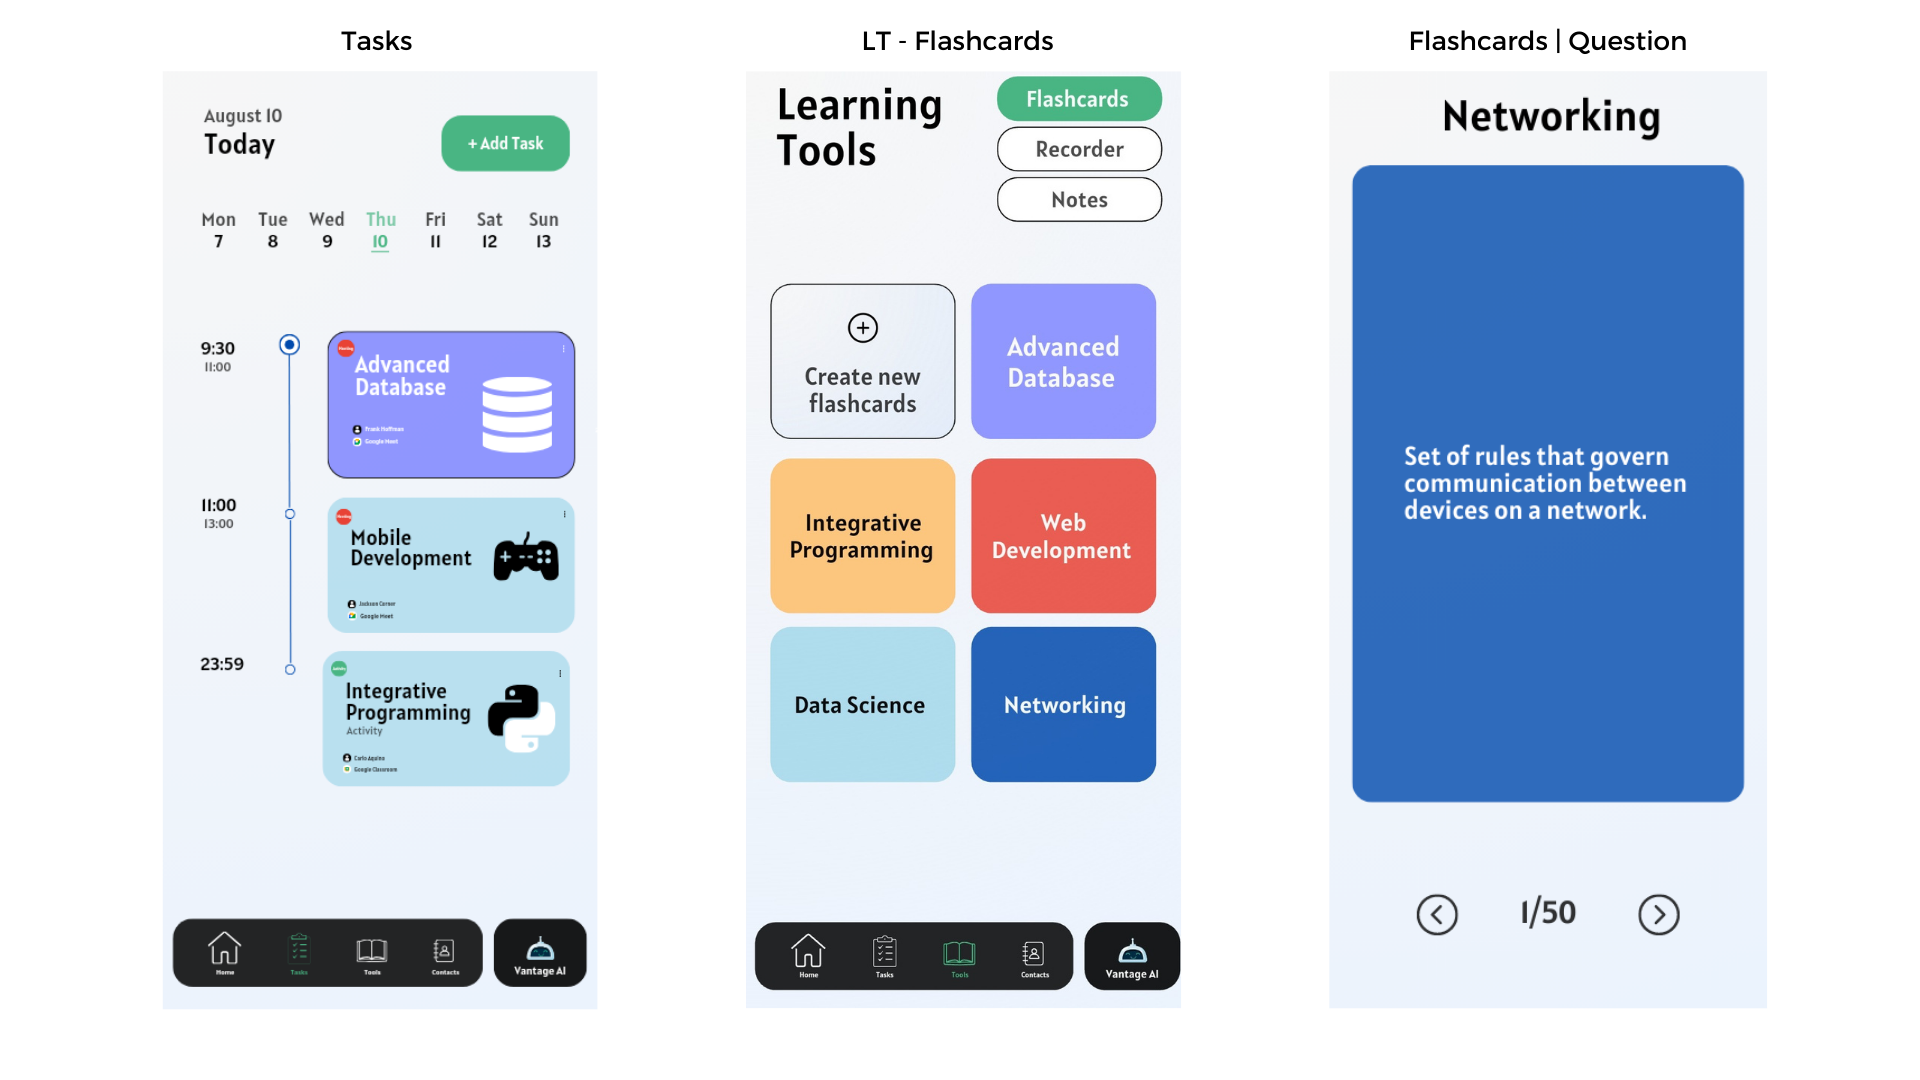 Tasks
August 10
Today
+ Add Task
Mon Tue Wed Thu Fri Sat Sun
7 8 9 10 11 12 13
9:30
11:00
Meeting
Advanced
Database
Frank Hoffman
Google Meet
11:00
13:00
Meeting
Mobile
Development
Jackson Corner
Google Meet
23:59
Activity
Integrative
Programming
Activity
Carlo Aquino
Google Classroom
Home Tasks Tools Contacts Vantage AI
LT - Flashcards
Learning
Tools
Flashcards
Recorder
Notes
Create new
flashcards
Advanced
Database
Integrative
Programming
Web
Development
Data Science
Networking
Home Tasks Tools Contacts Vantage AI
Flashcards | Question
Networking
Set of rules that govern
communication between
devices on a network.
1/50